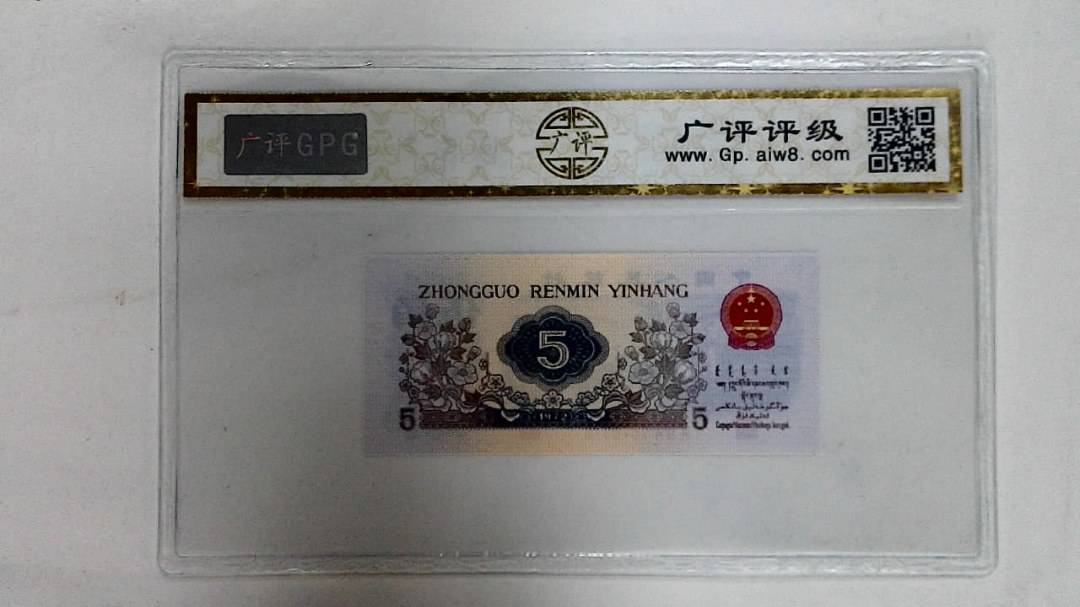 广评GPG
广评
广评评级
www. Gp. aiw8. com
ZHONGGUO RENMIN YINHANG
5
5
5